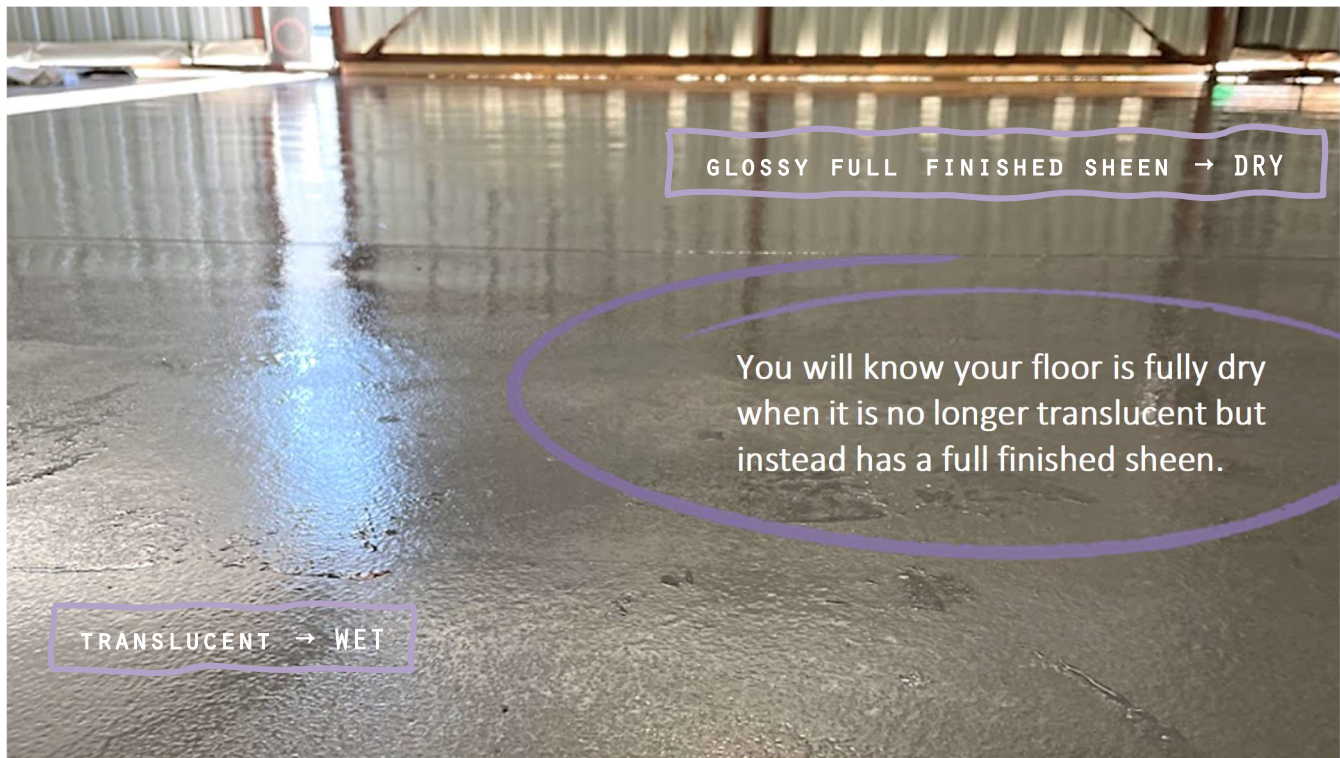 GLOSSY FULL FINISHED SHEEN → DRY
You will know your floor is fully dry
when it is no longer translucent but
instead has a full finished sheen.
TRANSLUCENT → WET